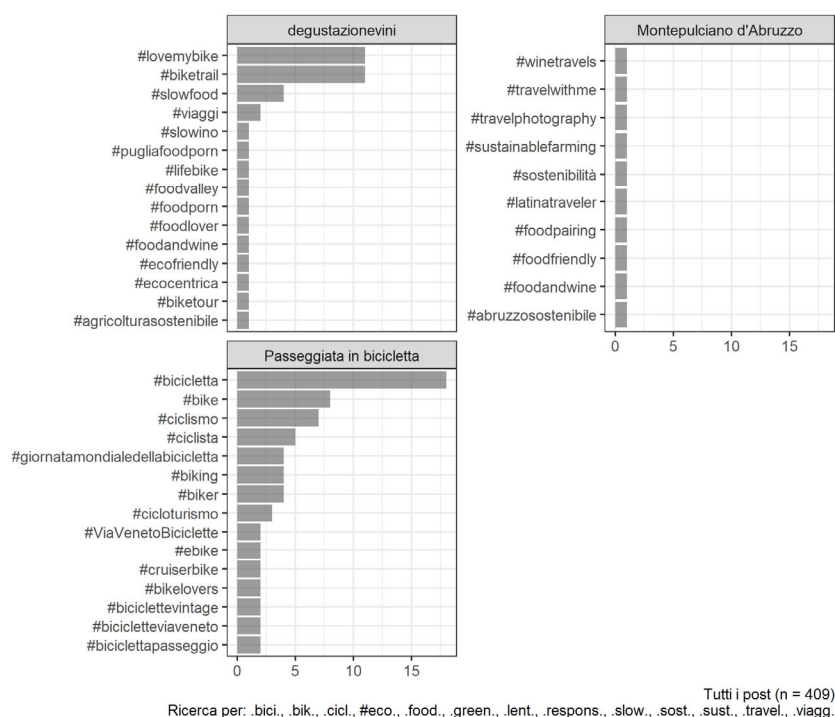 degustazionevini
#lovemybike
#biketrail
#slowfood
#viaggi
#slowino
#pugliafoodporn
#lifebike
#foodvalley
#foodporn
#foodlover
#foodandwine
#ecofriendly
#ecocentrica
#biketour
#agricolturasostenibile
Montepulciano d'Abruzzo
#winetravels
#travelwithme
#travelphotography
#sustainablefarming
#sostenibilità
#latinatraveler
#foodpairing
#foodfriendly
#foodandwine
#abruzzosostenibile
0 5 10 15
Passeggiata in bicicletta
#bicicletta
#bike
#ciclismo
#ciclista
#giornatamondialedellabicicletta
#biking
#biker
#cicloturismo
#ViaVenetoBiciclette
#ebike
#cruiserbike
#bikelovers
#biciclettevintage
#bicicletteviaveneto
#biciclettapasseggio
0 5 10 15
Tutti i post (n = 409)
Ricerca per: .bici., .bik., .cicl., #eco., .food., .green., .lent., .respons., .slow., .sost., .sust., .travel., .viagg.